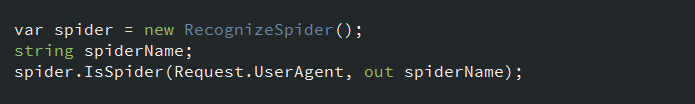 var spider = new RecognizeSpider();
string spiderName;
spider.IsSpider(Request.UserAgent, out spiderName);